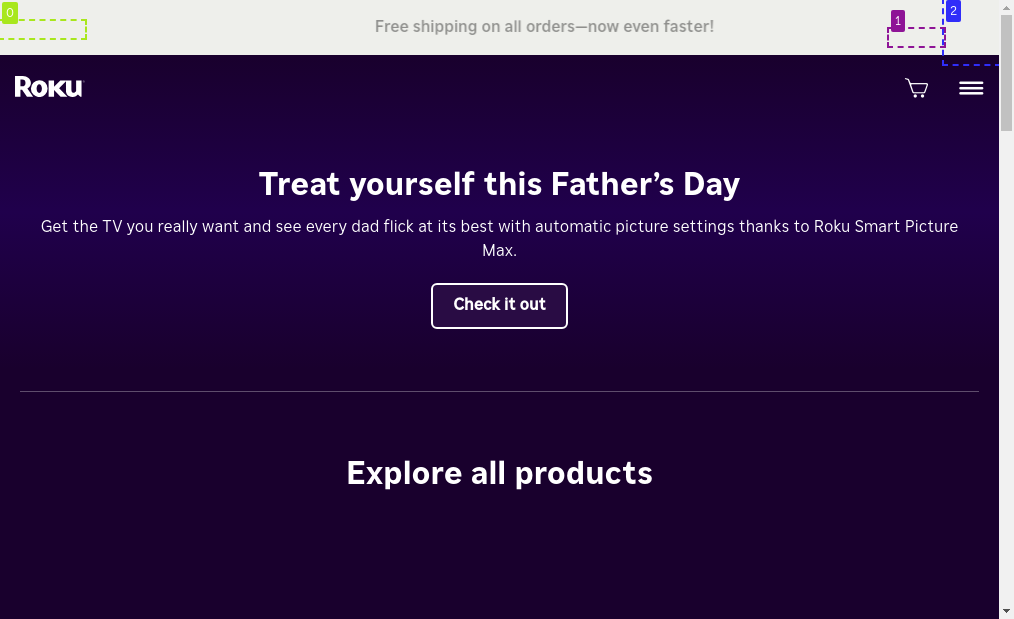 0
1
2
Free shipping on all orders—now even faster!
Roku
Treat yourself this Father’s Day
Get the TV you really want and see every dad flick at its best with automatic picture settings thanks to Roku Smart Picture
Max.
Check it out
Explore all products